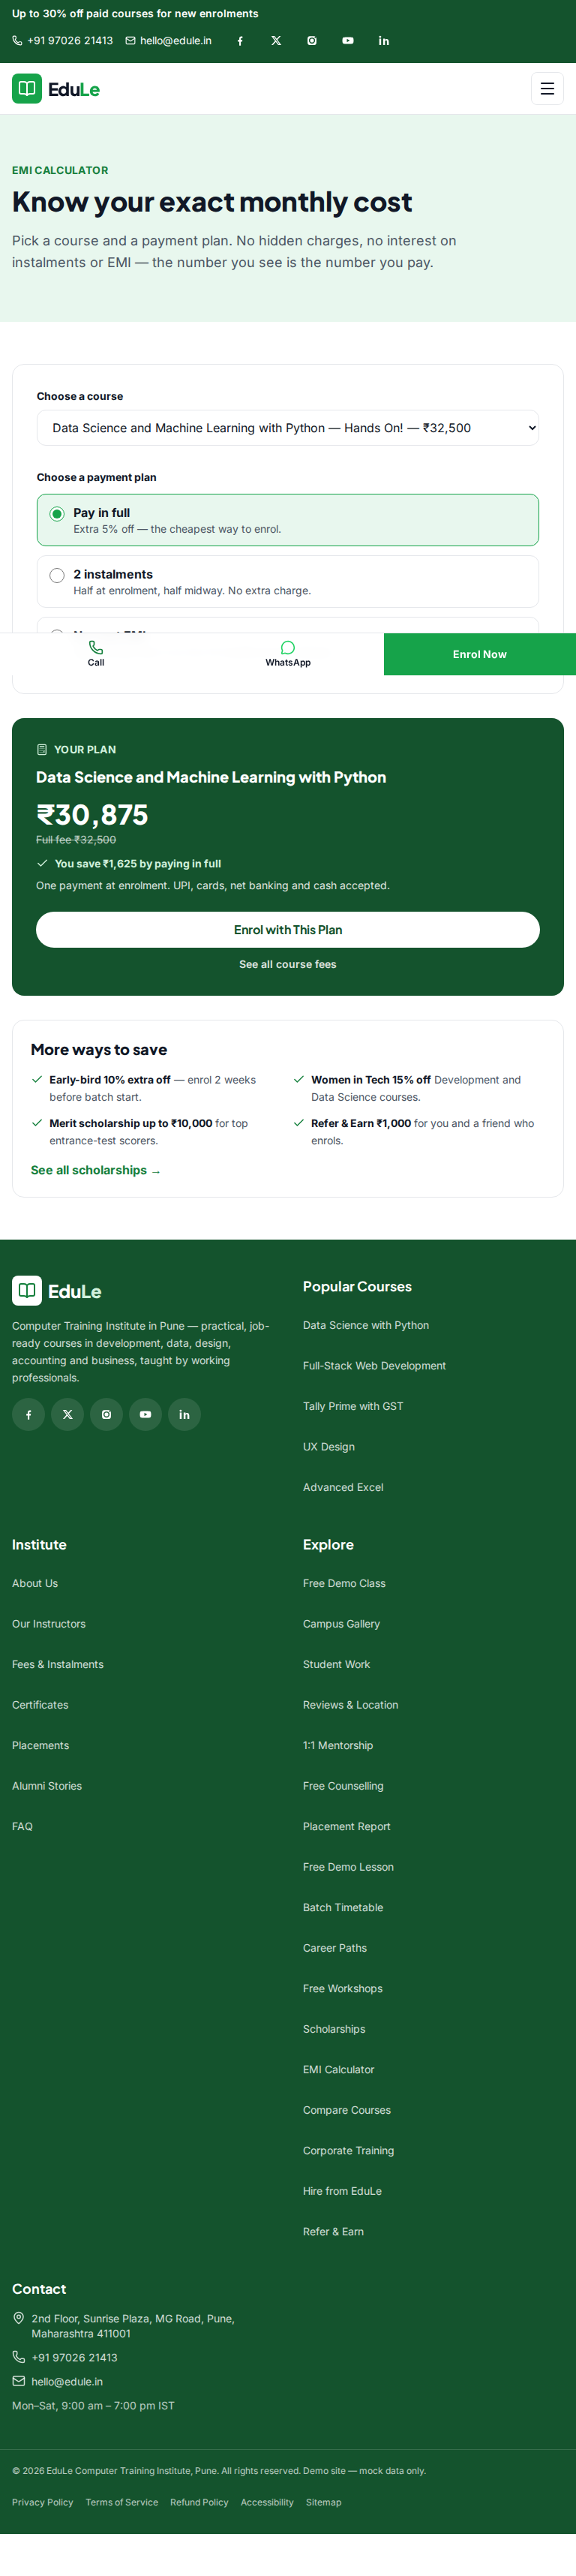 Up to 30% off paid courses for new enrolments
+91 97026 21413 hello@edule.in
EduLe
EMI CALCULATOR
Know your exact monthly cost
Pick a course and a payment plan. No hidden charges, no interest on
instalments or EMI — the number you see is the number you pay.
Choose a course
Data Science and Machine Learning with Python — Hands On! — ₹32,500
Choose a payment plan
Pay in full
Extra 5% off — the cheapest way to enrol.
2 instalments
Half at enrolment, half midway. No extra charge.
Call
WhatsApp
Enrol Now
YOUR PLAN
Data Science and Machine Learning with Python
₹30,875
Full fee ₹32,500
You save ₹1,625 by paying in full
One payment at enrolment. UPI, cards, net banking and cash accepted.
Enrol with This Plan
See all course fees
More ways to save
Early-bird 10% extra off — enrol 2 weeks
before batch start.
Women in Tech 15% off Development and
Data Science courses.
Merit scholarship up to ₹10,000 for top
entrance-test scorers.
Refer & Earn ₹1,000 for you and a friend who
enrols.
See all scholarships →
EduLe
Computer Training Institute in Pune — practical, job-
ready courses in development, data, design,
accounting and business, taught by working
professionals.
Popular Courses
Data Science with Python
Full-Stack Web Development
Tally Prime with GST
UX Design
Advanced Excel
Institute
About Us
Our Instructors
Fees & Instalments
Certificates
Placements
Alumni Stories
FAQ
Explore
Free Demo Class
Campus Gallery
Student Work
Reviews & Location
1:1 Mentorship
Free Counselling
Placement Report
Free Demo Lesson
Batch Timetable
Career Paths
Free Workshops
Scholarships
EMI Calculator
Compare Courses
Corporate Training
Hire from EduLe
Refer & Earn
Contact
2nd Floor, Sunrise Plaza, MG Road, Pune,
Maharashtra 411001
+91 97026 21413
hello@edule.in
Mon–Sat, 9:00 am – 7:00 pm IST
© 2026 EduLe Computer Training Institute, Pune. All rights reserved. Demo site — mock data only.
Privacy Policy Terms of Service Refund Policy Accessibility Sitemap